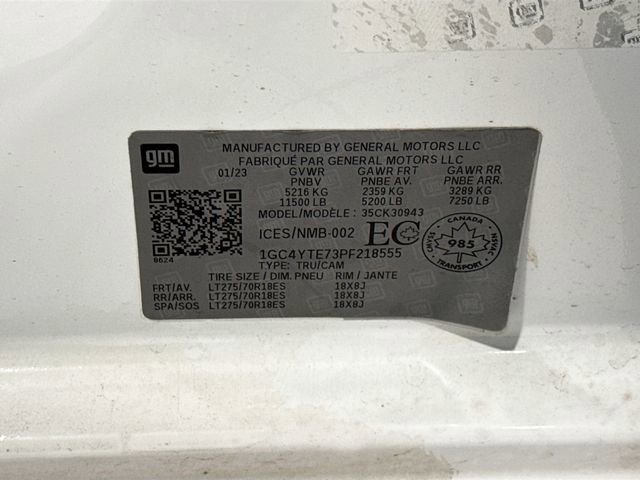 gm
MANUFACTURED BY GENERAL MOTORS LLC
FABRIQUÉ PAR GENERAL MOTORS LLC
01/23 GVWR GAWR FRT GAWR RR
PNBV PNBE AV. PNBE ARR.
5216 KG 2359 KG 3289 KG
11500 LB 5200 LB 7250 LB
MODEL/MODÈLE: 35CK30943
ICES/NMB-002 EC
CANADA
SVMAC 985 NSVAC
TRANSPORT
1GC4YTE73PF218555
TYPE: TRU/CAM
TIRE SIZE / DIM. PNEU RIM / JANTE
FRT/AV. LT275/70R18ES 18X8J
RR/ARR. LT275/70R18ES 18X8J
SPA/SOS LT275/70R18ES 18X8J